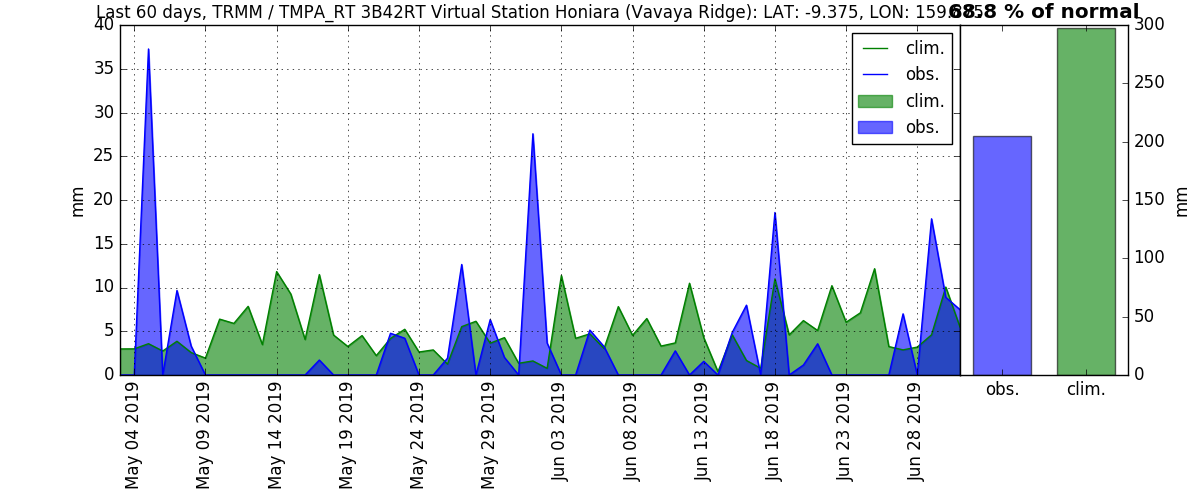 Last 60 days, TRMM / TMPA_RT 3B42RT Virtual Station Honiara (Vavaya Ridge): LAT: -9.375, LON:
68.8 % of normal
40
35
30
25
20
15
10
5
0
mm
clim.
obs.
clim.
obs.
May 04 2019
May 09 2019
May 14 2019
May 19 2019
May 24 2019
May 29 2019
Jun 03 2019
Jun 08 2019
Jun 13 2019
Jun 18 2019
Jun 23 2019
Jun 28 2019
300
250
200
150
100
50
0
mm
obs. clim.